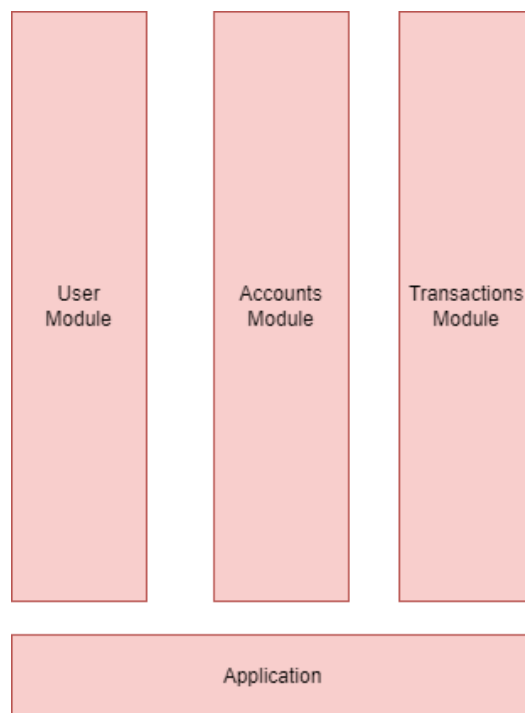 User
Module
Accounts
Module
Transactions
Module
Application